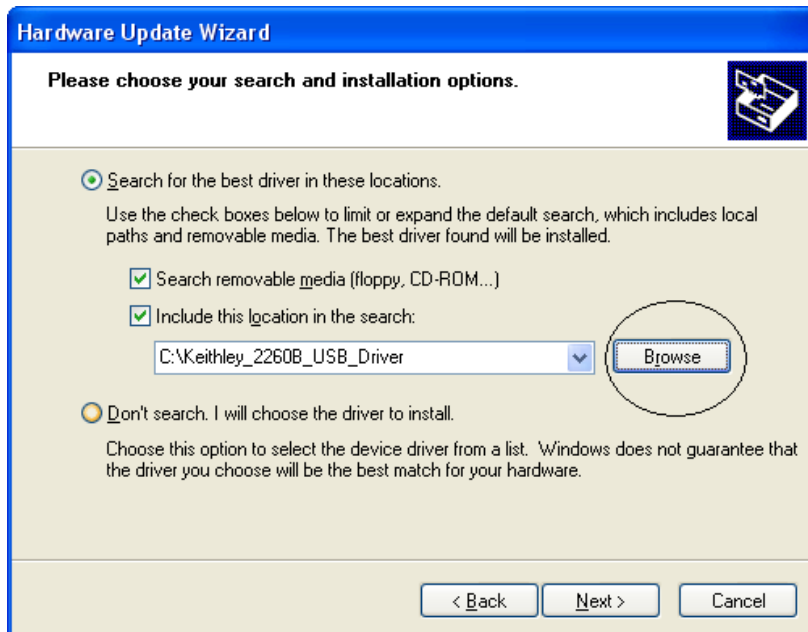 Hardware Update Wizard
Please choose your search and installation options.
Search for the best driver in these locations.
Use the check boxes below to limit or expand the default search, which includes local
paths and removable media. The best driver found will be installed.
Search removable media (floppy, CD-ROM...)
Include this location in the search:
C:\Keithley_2260B_USB_Driver
Browse
Don't search. I will choose the driver to install.
Choose this option to select the device driver from a list. Windows does not guarantee that
the driver you choose will be the best match for your hardware.
< Back Next > Cancel